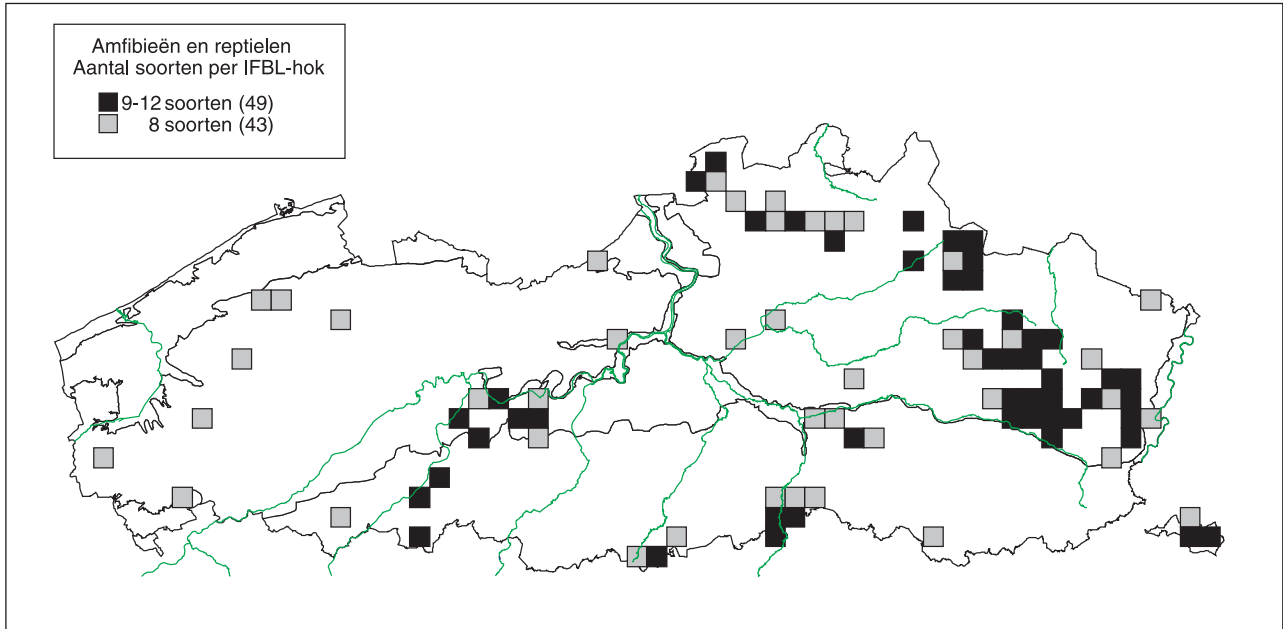 Amfibieën en reptielen
Aantal soorten per IFBL-hok
9-12 soorten (49)
8 soorten (43)